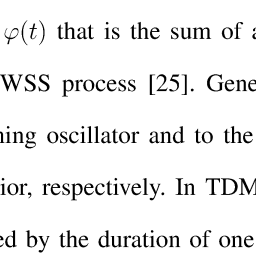 φ(t) that is the sum of a
WSS process [25]. Gene
ning oscillator and to the
ior, respectively. In TDM
ed by the duration of one